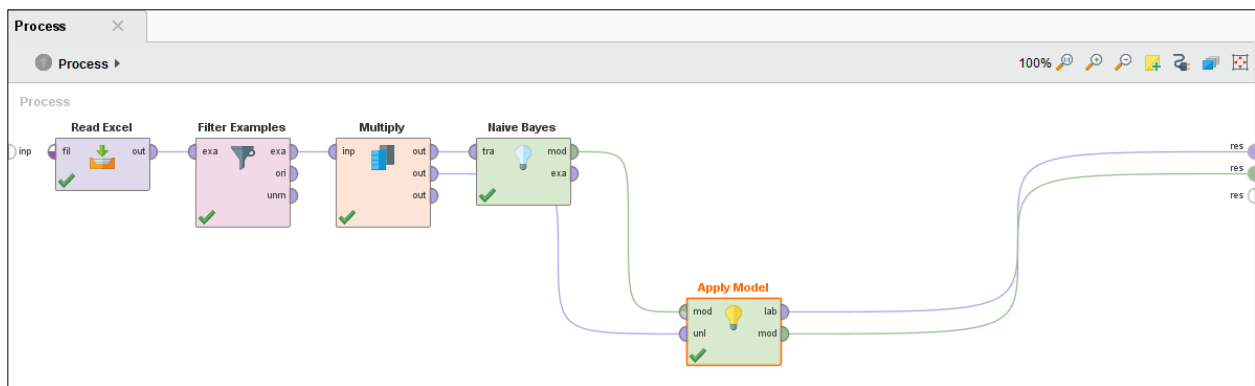 Process
Process
100%
Process
Read Excel
Filter Examples
Multiply
Naive Bayes
inp
fil
out
exa
exa
ori
unm
inp
out
out
out
tra
mod
exa
res
res
res
Apply Model
mod
lab
unl
mod